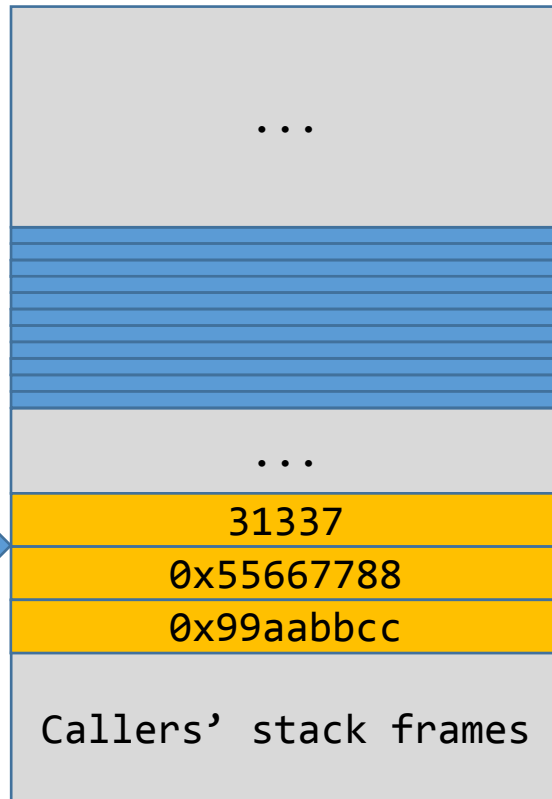 ...
...
31337
0x55667788
0x99aabbcc
Callers’ stack frames